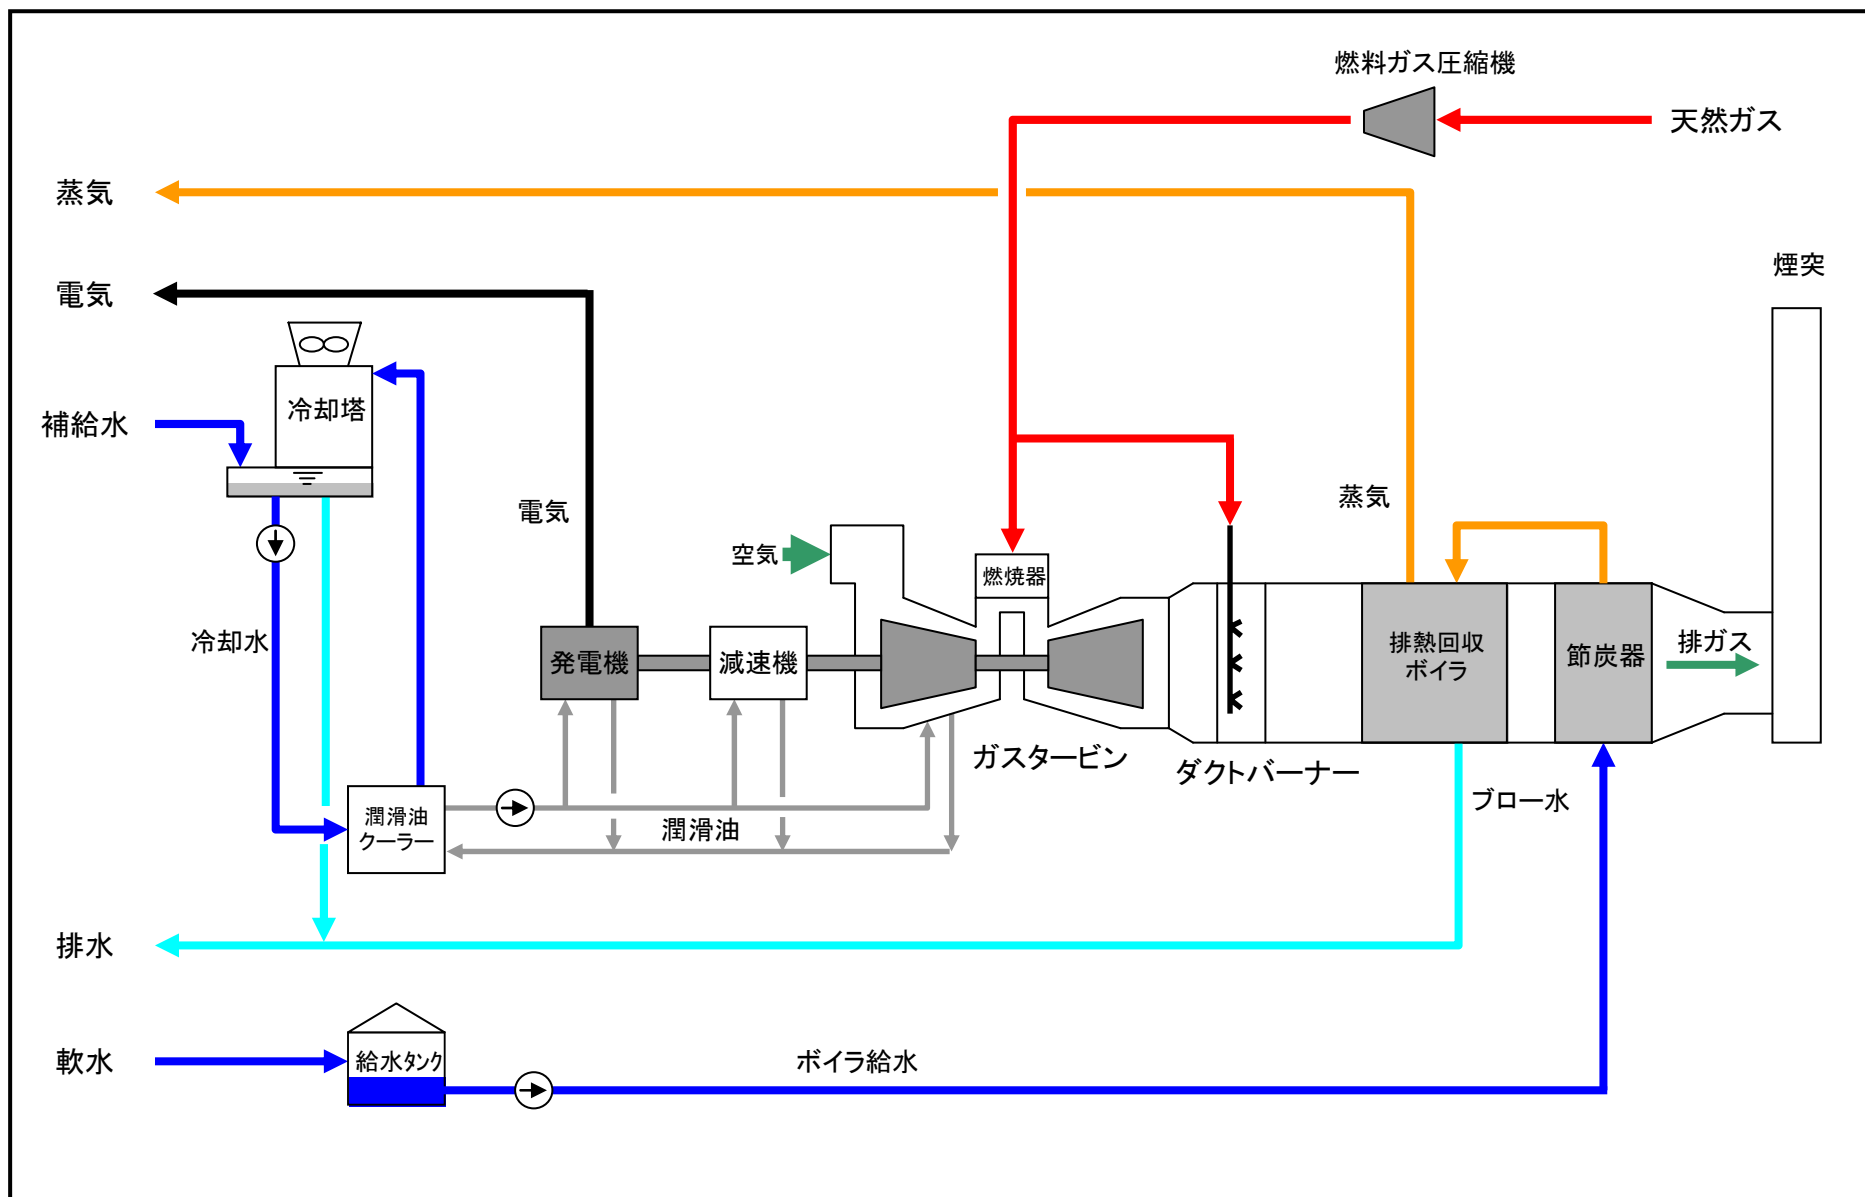 燃料ガス圧縮機
天然ガス
蒸気
煙突
電気
冷却塔
補給水
蒸気
電気
空気
燃焼器
冷却水
発電機
減速機
排熱回収
ボイラ
節炭器
排ガス
ガスタービン
ダクトバーナー
ブロー水
潤滑油
クーラー
潤滑油
排水
軟水
給水タンク
ボイラ給水